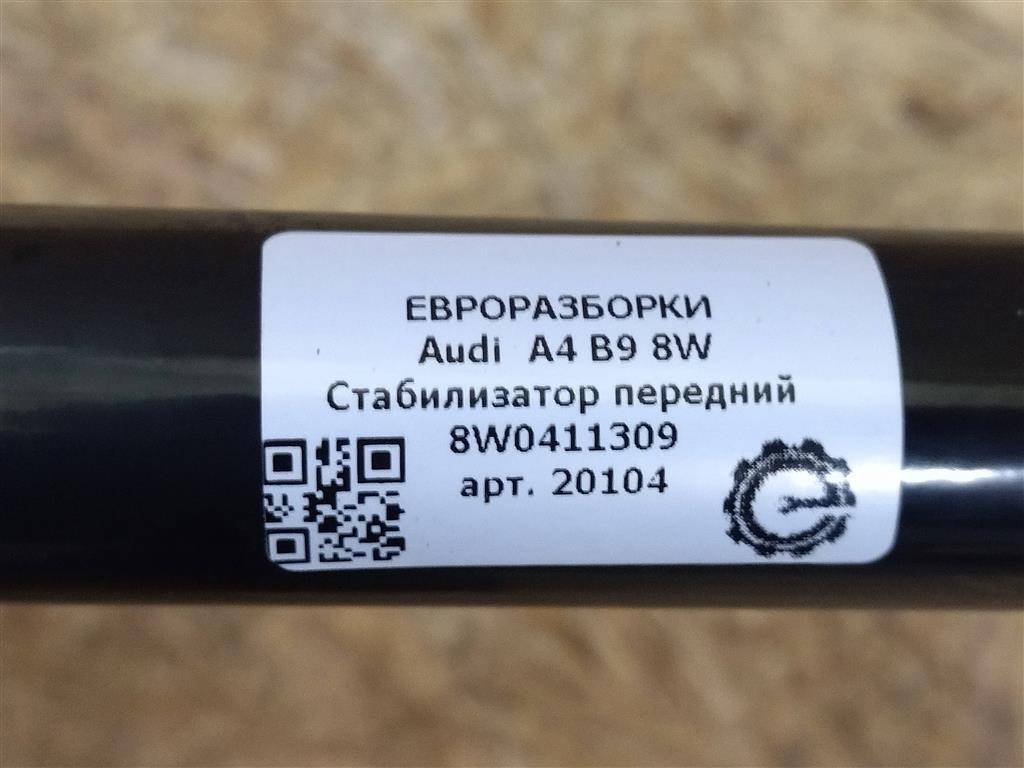 ЕВРОРАЗБОРКИ
Audi A4 B9 8W
Стабилизатор передний
8W0411309
арт. 20104